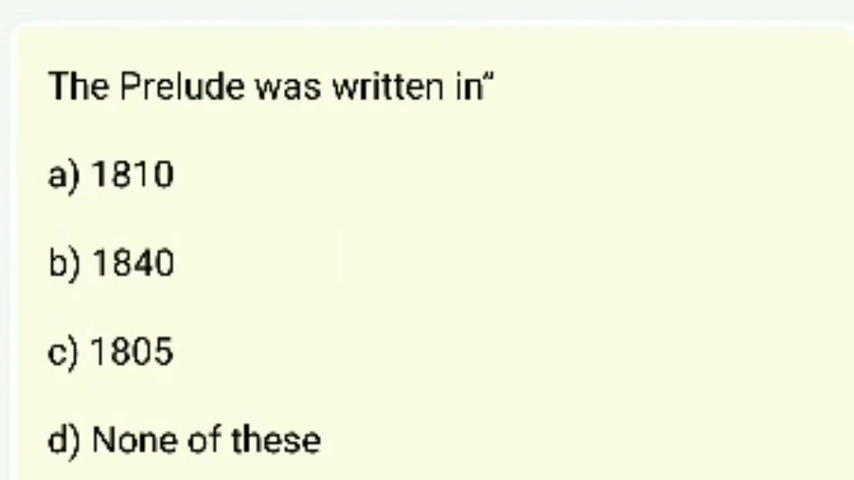 The Prelude was written in“
a) 1810
b) 1840
c) 1805
d) None of these